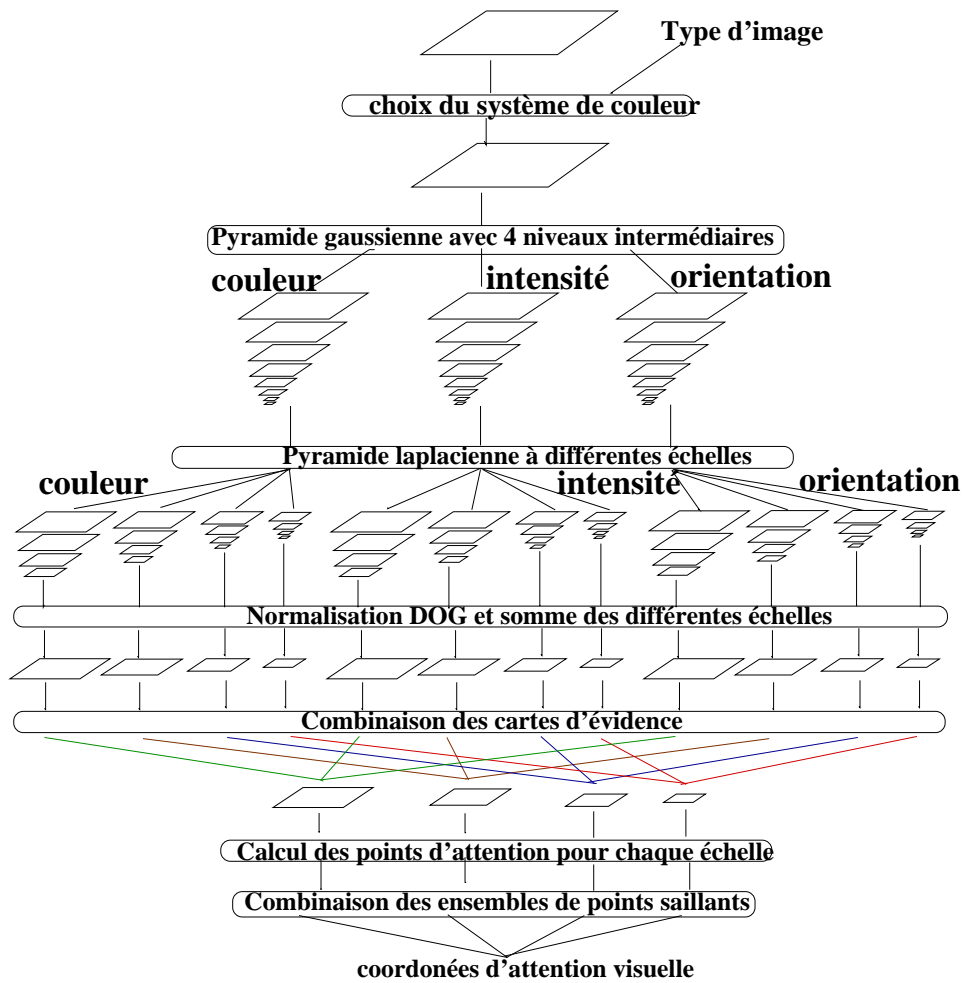 Type d'image
choix du système de couleur
Pyramide gaussienne avec 4 niveaux intermédiaires
couleur
intensité
orientation
Pyramide laplacienne à différentes échelles
couleur
intensité
orientation
Normalisation DOG et somme des différentes échelles
Combinaison des cartes d'évidence
Calcul des points d'attention pour chaque échelle
Combinaison des ensembles de points saillants
coordonées d'attention visuelle